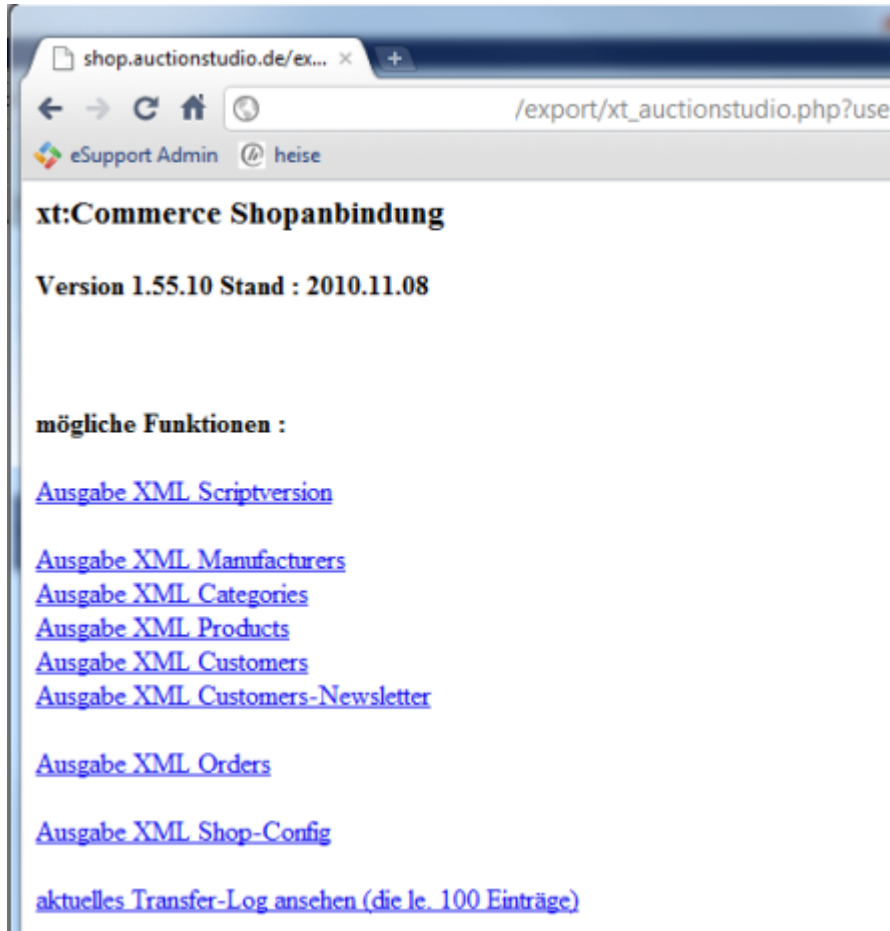 shop.auctionstudio.de/ex...
/export/xt_auctionstudio.php?use
eSupport Admin heise
xt:Commerce Shopanbindung
Version 1.55.10 Stand : 2010.11.08
mögliche Funktionen :
Ausgabe XML Scriptversion
Ausgabe XML Manufacturers
Ausgabe XML Categories
Ausgabe XML Products
Ausgabe XML Customers
Ausgabe XML Customers-Newsletter
Ausgabe XML Orders
Ausgabe XML Shop-Config
aktuelles Transfer-Log ansehen (die le. 100 Einträge)